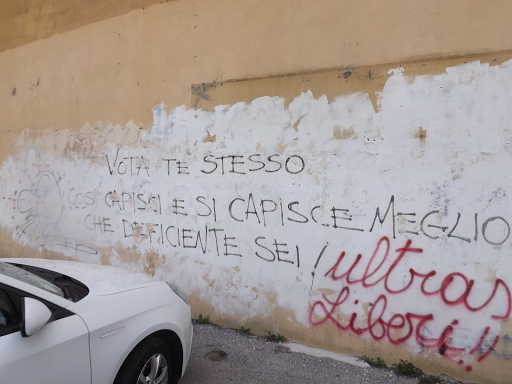 VOTA TE STESSO
COSÌ CAPISCI E SI CAPISCE MEGLIO
CHE DEFICIENTE SEI!
ultras
Liberi!!